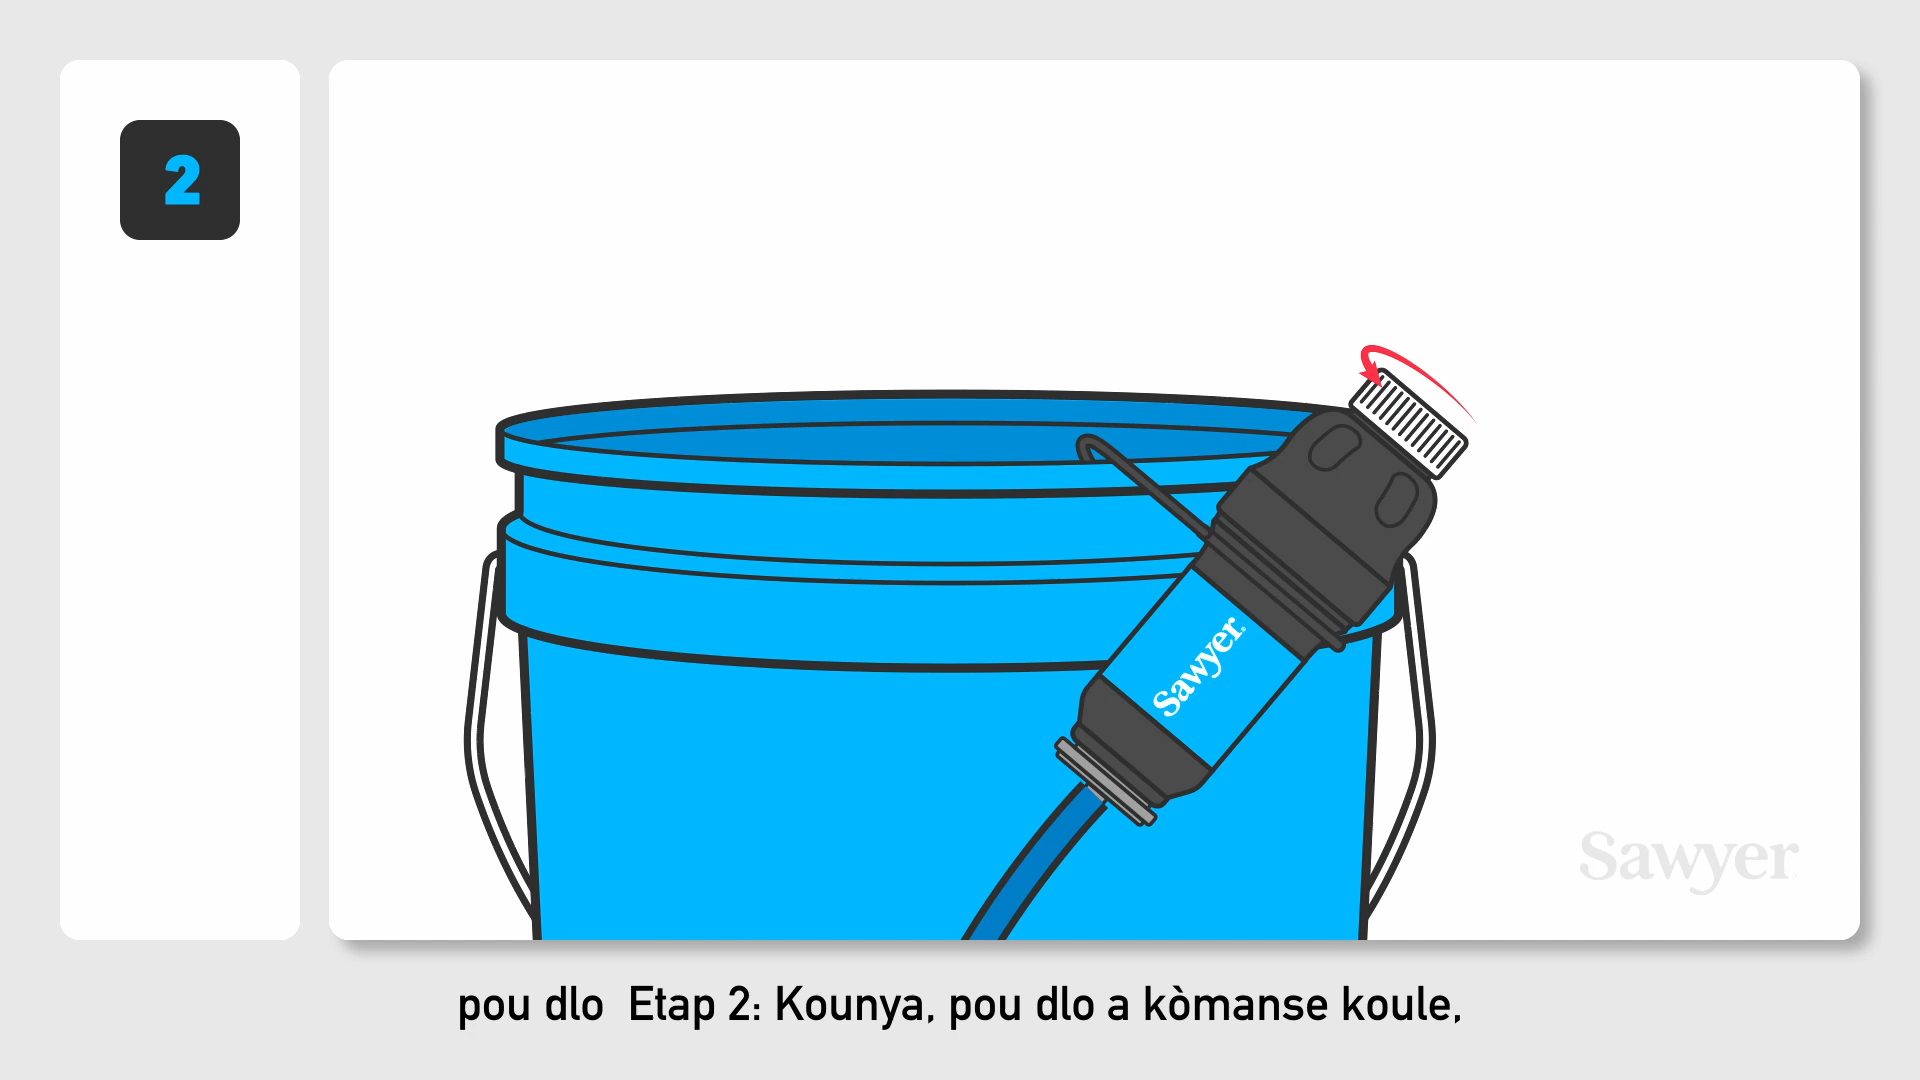 2
Sawyer
Sawyer
pou dlo  Etap 2: Kounya, pou dlo a kòmanse koule,